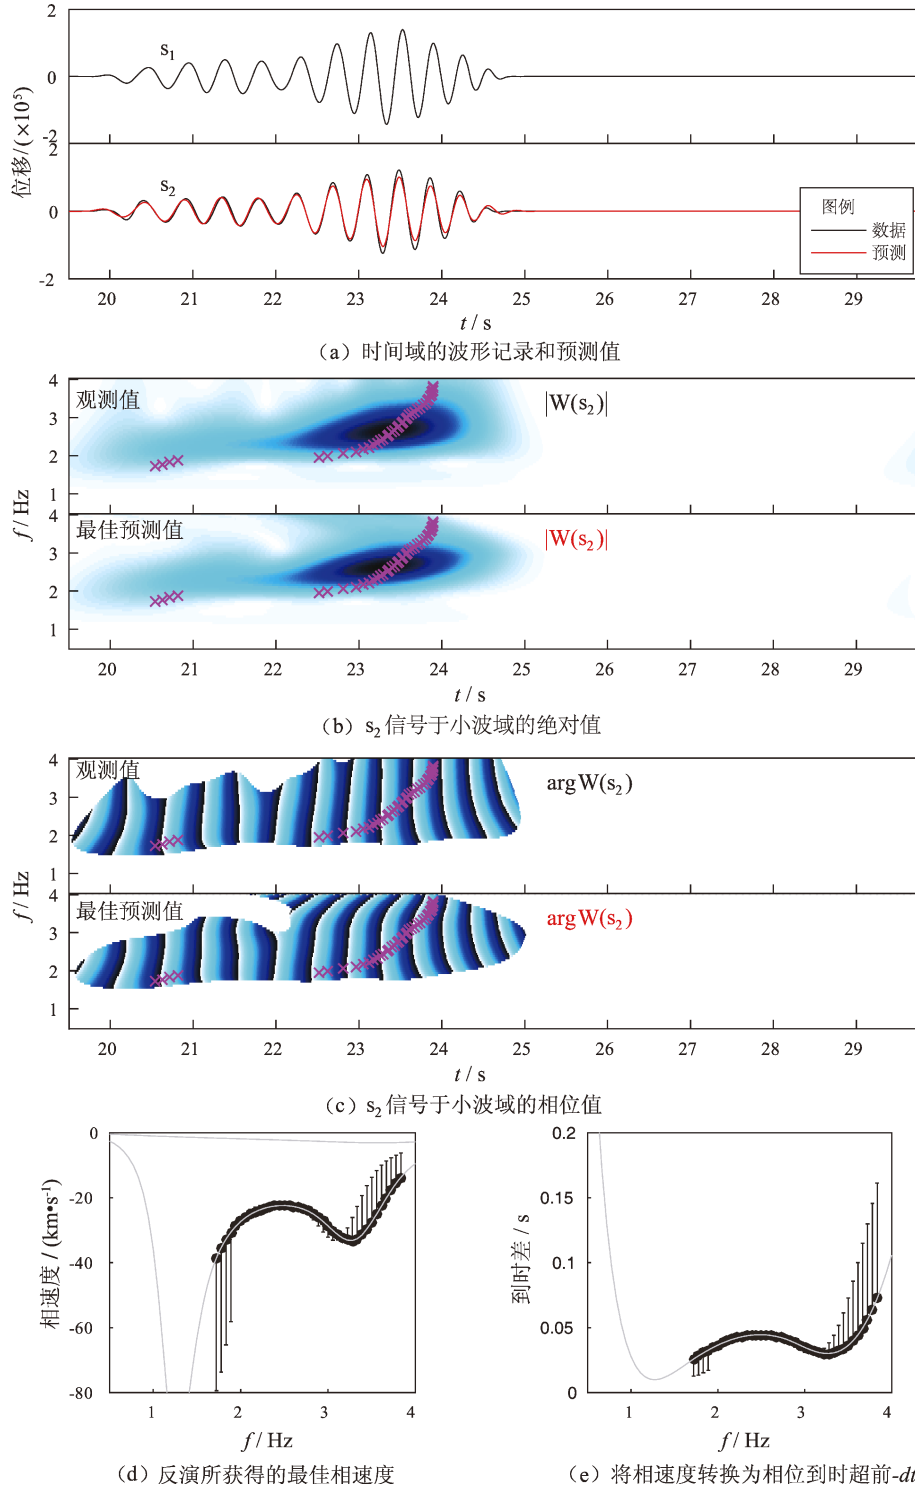 2
s1
0
-2
位移/(×10⁵)
2
s2
0
-2
图例
数据
预测
20 21 22 23 24 25 26 27 28 29
t / s
(a) 时间域的波形记录和预测值
4
观测值
|W(s2)|
3
2
1
f / Hz
4
最佳预测值
|W(s2)|
3
2
1
20 21 22 23 24 25 26 27 28 29
t / s
(b) s2 信号于小波域的绝对值
4
观测值
argW(s2)
3
2
1
f / Hz
4
最佳预测值
argW(s2)
3
2
1
20 21 22 23 24 25 26 27 28 29
t / s
(c) s2 信号于小波域的相位值
0
-20
-40
-60
-80
相速度 / (km•s⁻¹)
1 2 3 4
f / Hz
(d) 反演所获得的最佳相速度
0.2
0.15
0.1
0.05
0
到时差 / s
1 2 3 4
f / Hz
(e) 将相速度转换为相位到时超前-dt